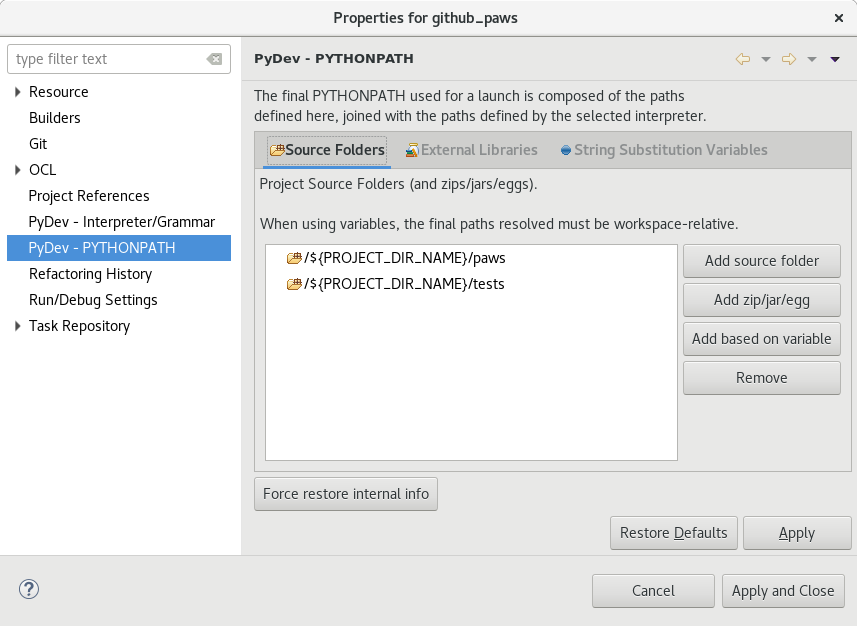 Properties for github_paws
type filter text
Resource
Builders
Git
OCL
Project References
PyDev - Interpreter/Grammar
PyDev - PYTHONPATH
Refactoring History
Run/Debug Settings
Task Repository
PyDev - PYTHONPATH
The final PYTHONPATH used for a launch is composed of the paths
defined here, joined with the paths defined by the selected interpreter.
Source Folders External Libraries String Substitution Variables
Project Source Folders (and zips/jars/eggs).
When using variables, the final paths resolved must be workspace-relative.
/${PROJECT_DIR_NAME}/paws
/${PROJECT_DIR_NAME}/tests
Add source folder
Add zip/jar/egg
Add based on variable
Remove
Force restore internal info
Restore Defaults Apply
? Cancel Apply and Close